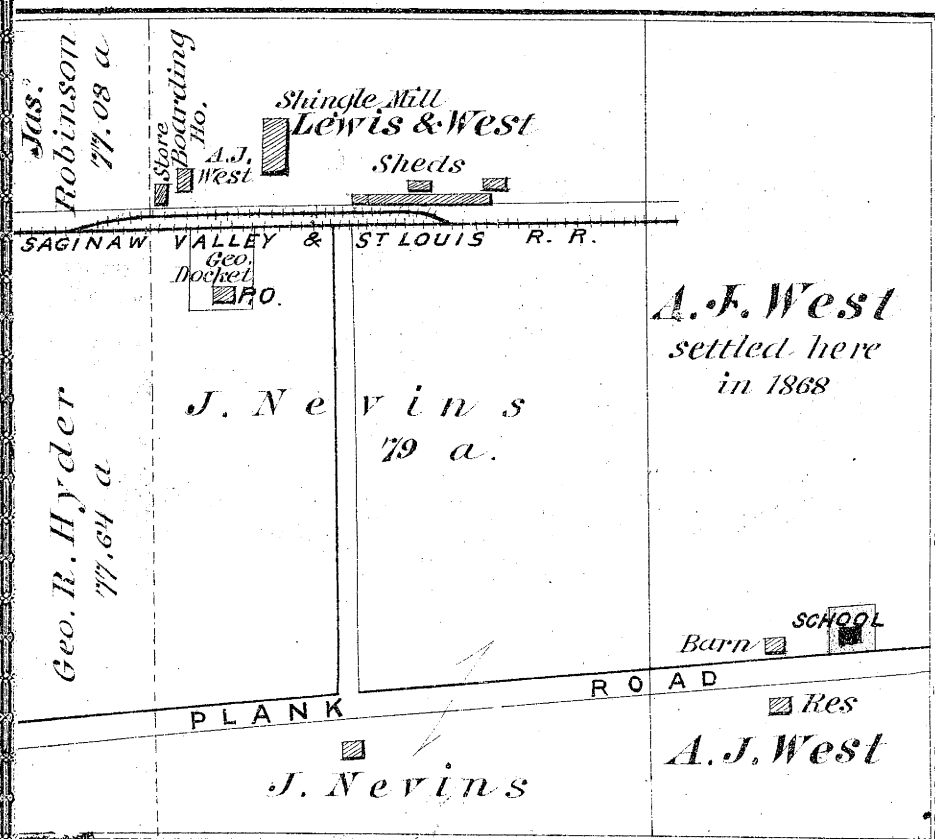 Jas.
Robinson
77.08 a
Store
Boarding
Ho.
A.J.
West
Shingle Mill
Lewis & West
Sheds
SAGINAW VALLEY & ST LOUIS R. R.
Geo.
Docket
P.O.
A.J. West
settled here
in 1868
J. Nevins
79 a.
Geo. R. Hyder
77.64 a
SCHOOL
Barn
PLANK ROAD
Res
A.J. West
J. Nevins